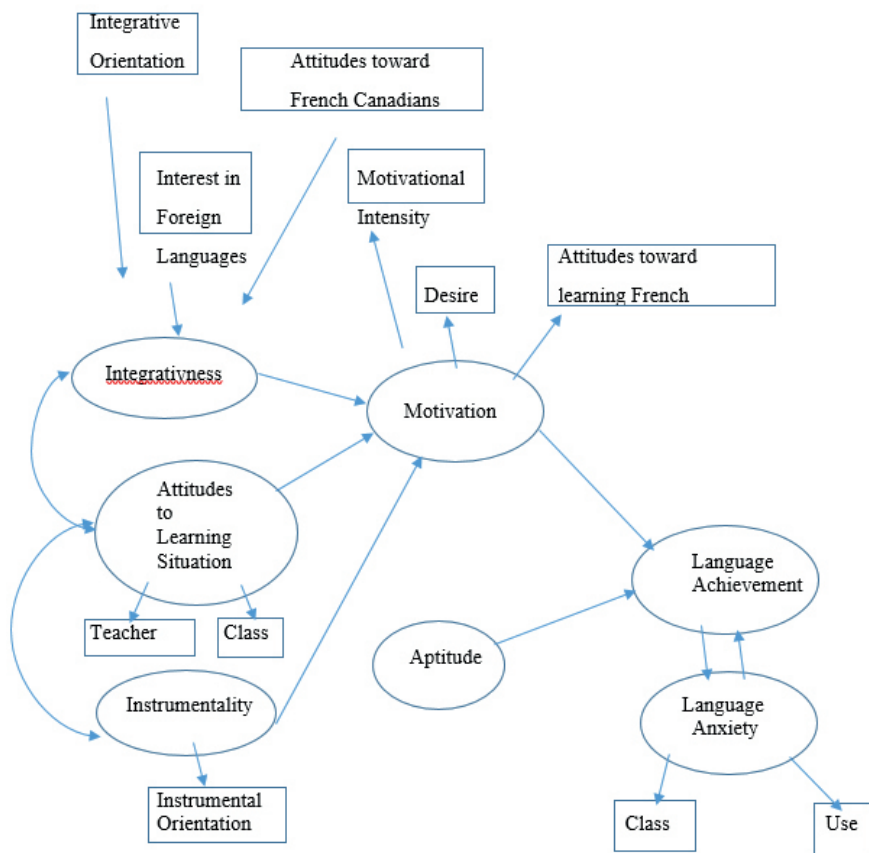 Integrative
Orientation
Attitudes toward
French Canadians
Interest in
Foreign
Languages
Motivational
Intensity
Attitudes toward
learning French
Desire
Integrativness
Motivation
Attitudes
to
Learning
Situation
Teacher
Class
Language
Achievement
Aptitude
Instrumentality
Language
Anxiety
Instrumental
Orientation
Class
Use